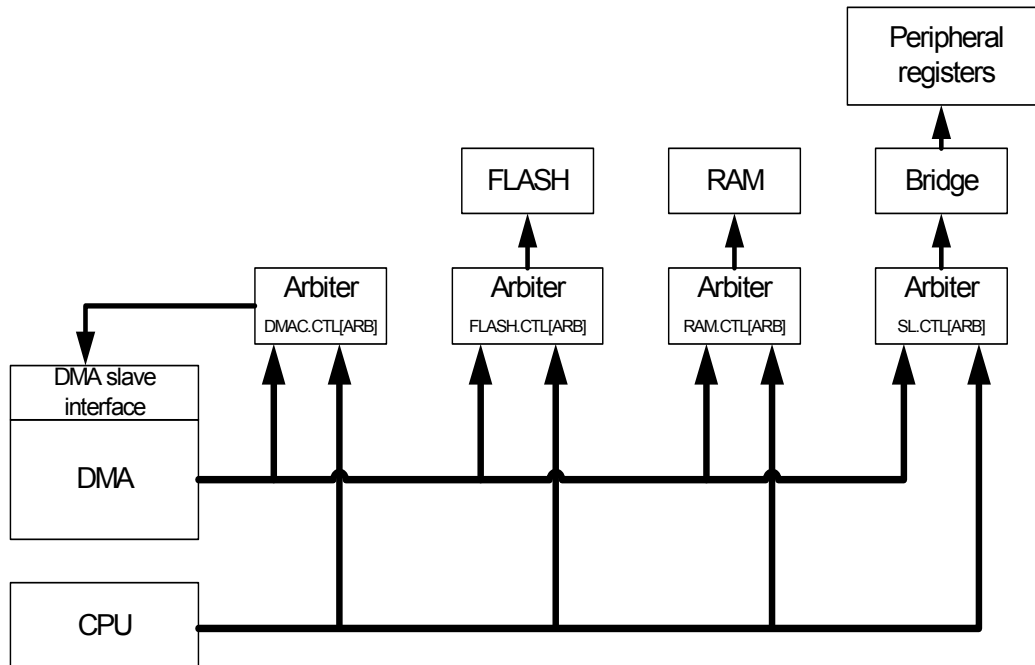 Peripheral
registers
FLASH
RAM
Bridge
Arbiter
DMAC.CTL[ARB]
Arbiter
FLASH.CTL[ARB]
Arbiter
RAM.CTL[ARB]
Arbiter
SL.CTL[ARB]
DMA slave
interface
DMA
CPU